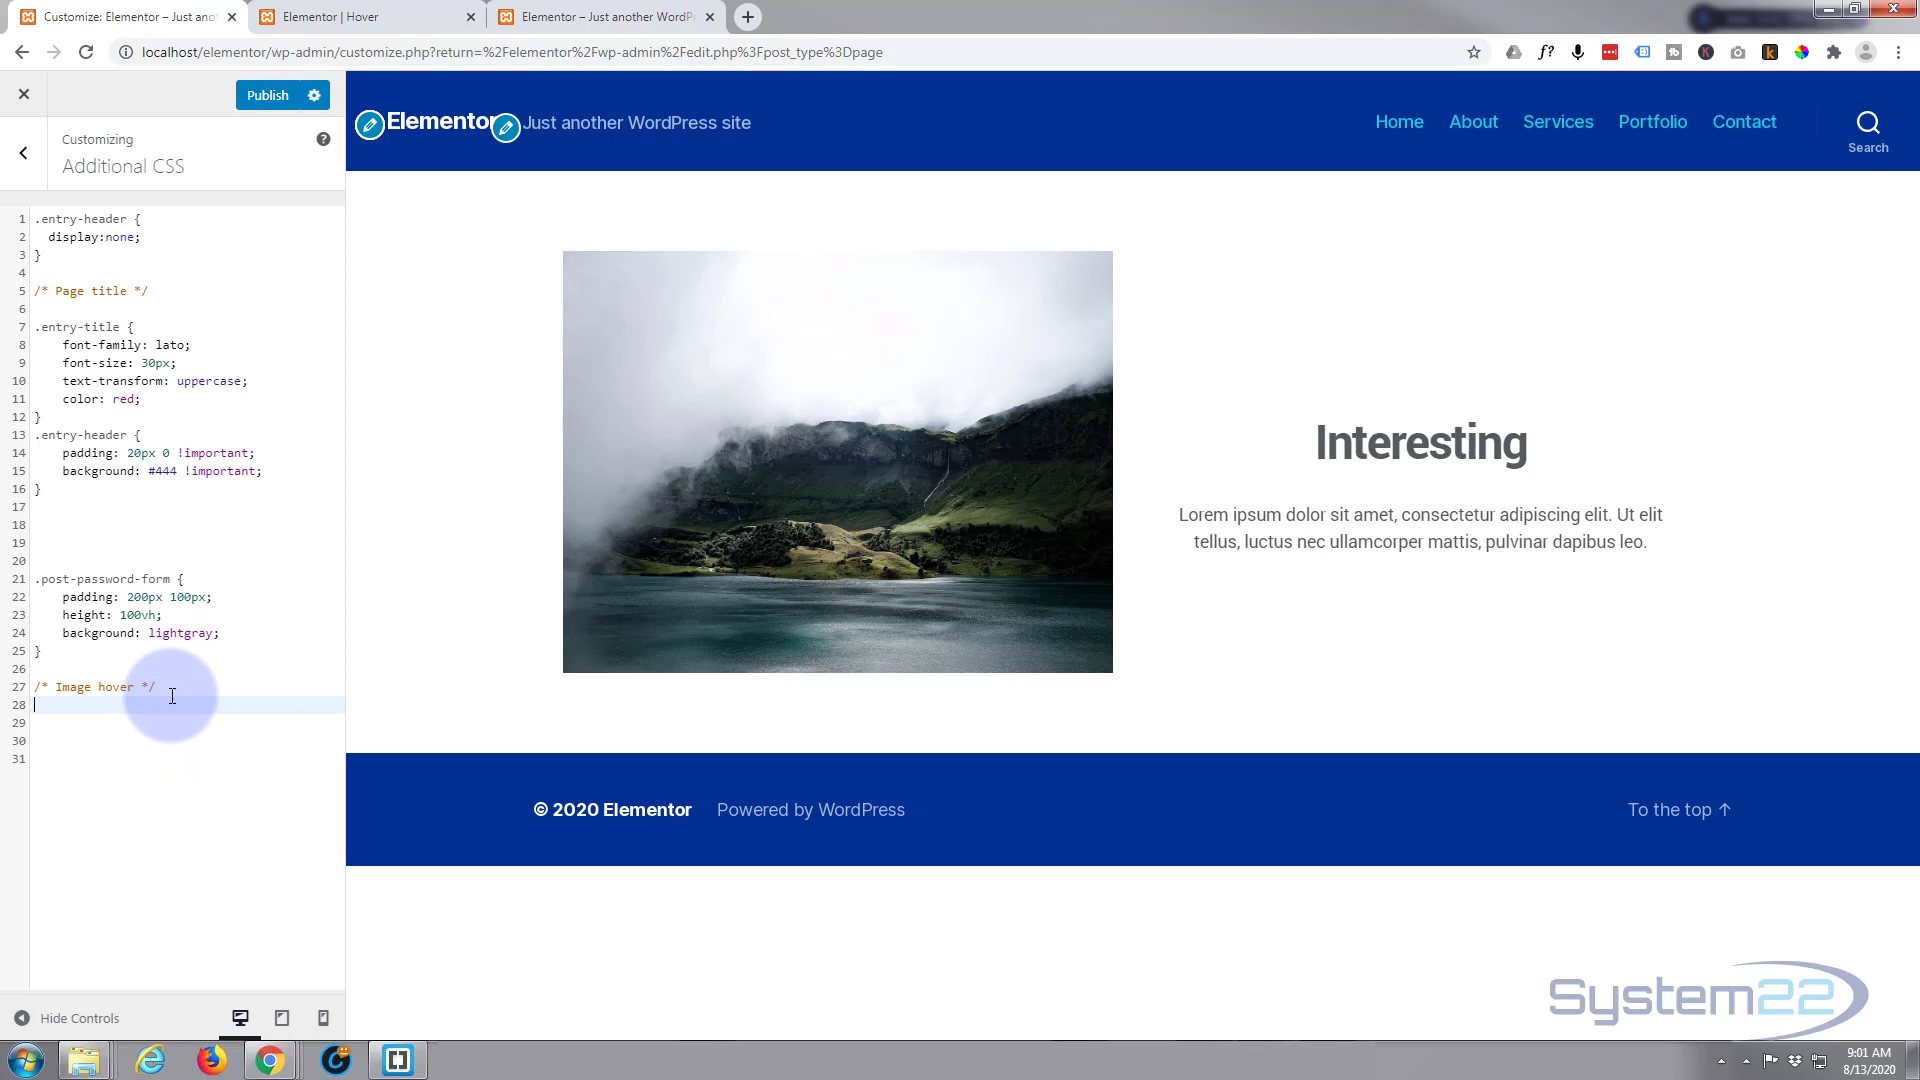 Customize: Elementor – Just anot
Elementor | Hover
Elementor – Just another WordPr
localhost/elementor/wp-admin/customize.php?return=%2Felementor%2Fwp-admin%2Fedit.php%3Fpost_type%3Dpage
Publish
Customizing
Additional CSS
1 .entry-header {
2 display:none;
3 }
4
5 /* Page title */
6
7 .entry-title {
8 font-family: lato;
9 font-size: 30px;
10 text-transform: uppercase;
11 color: red;
12 }
13 .entry-header {
14 padding: 20px 0 !important;
15 background: #444 !important;
16 }
17
18
19
20
21 .post-password-form {
22 padding: 200px 100px;
23 height: 100vh;
24 background: lightgray;
25 }
26
27 /* Image hover */
28
29
30
31
Hide Controls
Elementor
Just another WordPress site
Home About Services Portfolio Contact
Search
Interesting
Lorem ipsum dolor sit amet, consectetur adipiscing elit. Ut elit
tellus, luctus nec ullamcorper mattis, pulvinar dapibus leo.
© 2020 Elementor Powered by WordPress To the top ↑
System22
9:01 AM
8/13/2020